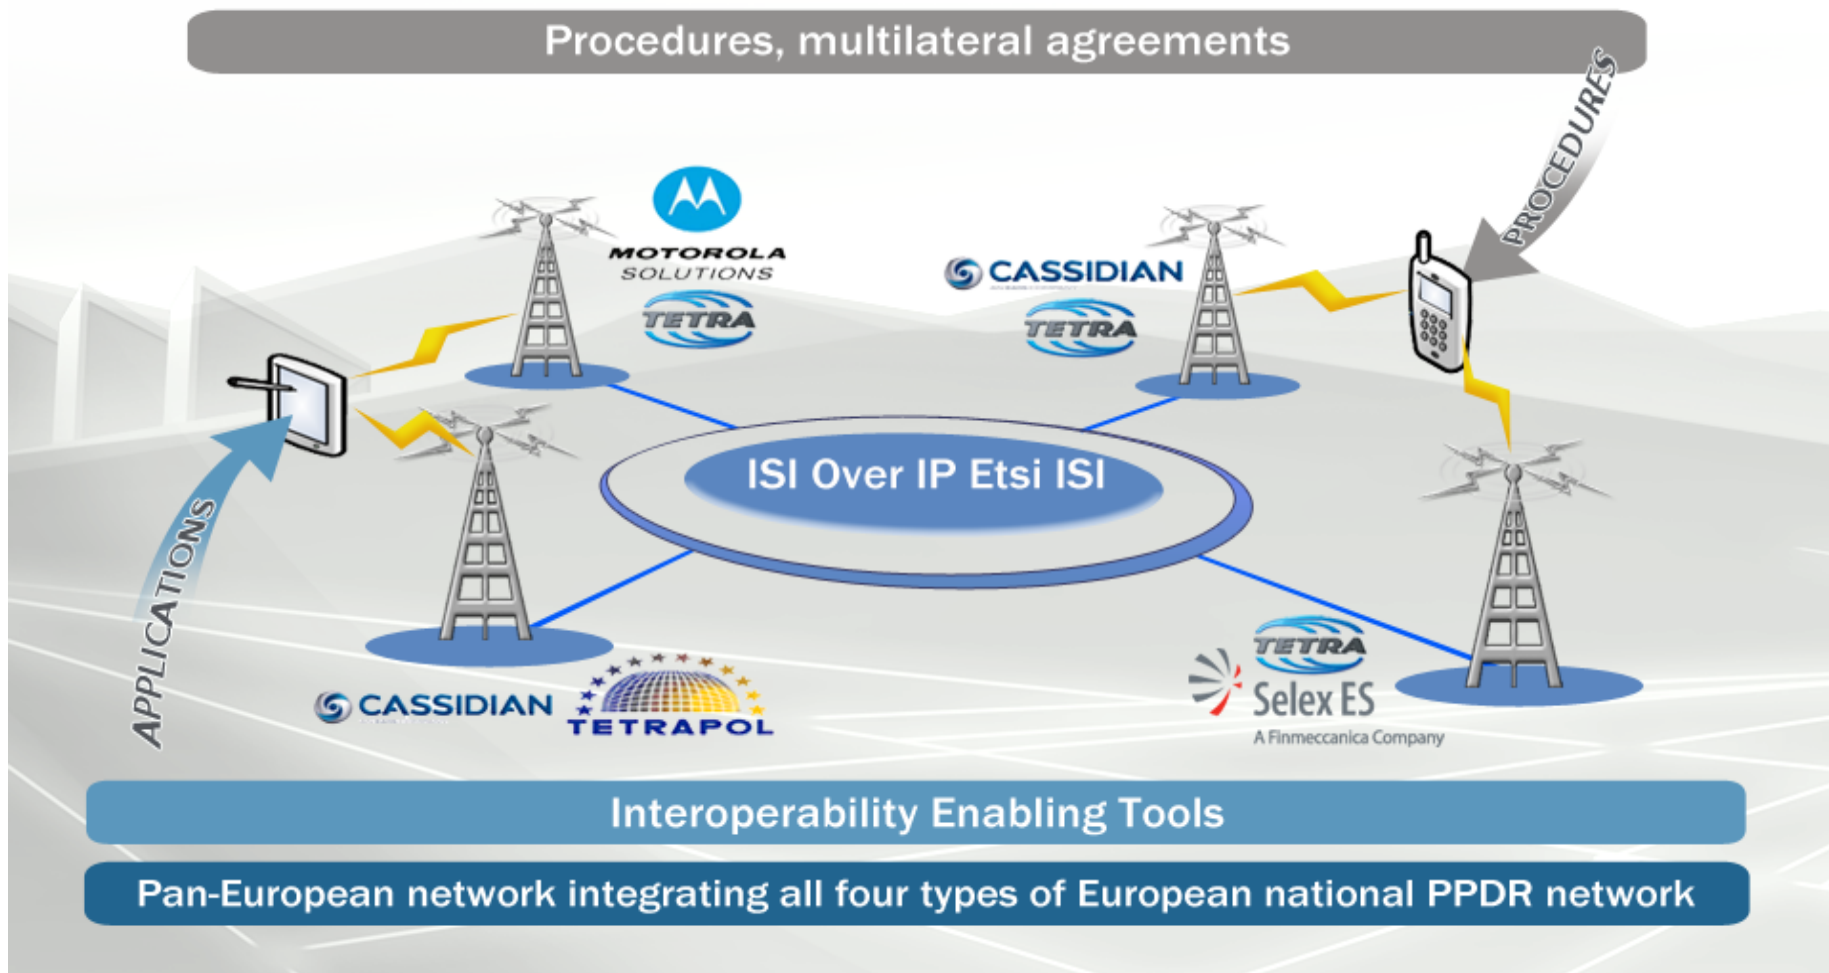 Procedures, multilateral agreements
PROCEDURES
MOTOROLA
SOLUTIONS
TETRA
CASSIDIAN
TETRA
ISI Over IP Etsi ISI
APPLICATIONS
CASSIDIAN
TETRAPOL
TETRA
Selex ES
A Finmeccanica Company
Interoperability Enabling Tools
Pan-European network integrating all four types of European national PPDR network